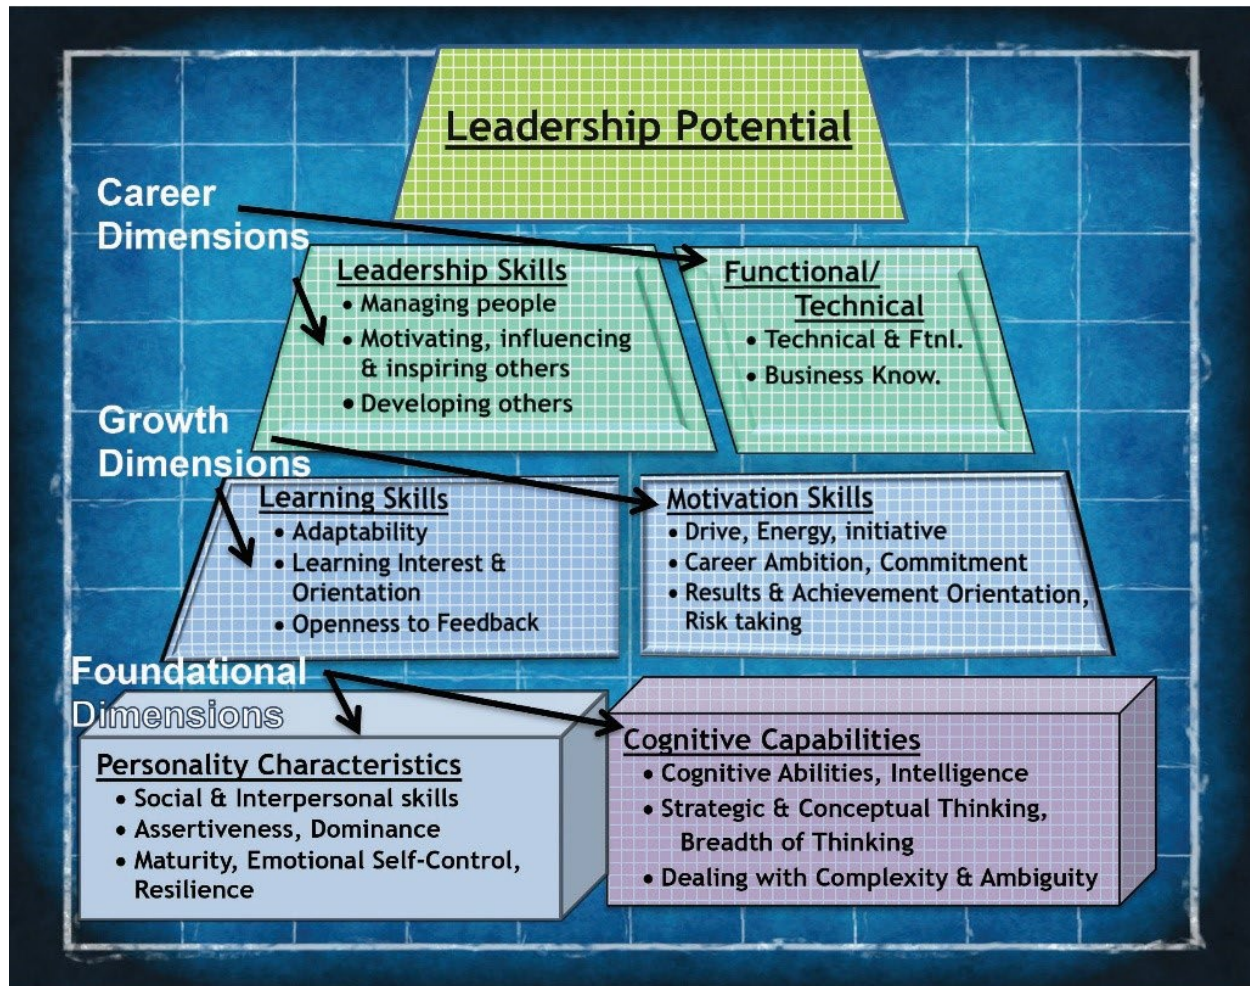 Leadership Potential
Career
Dimensions
Leadership Skills
• Managing people
• Motivating, influencing
& inspiring others
• Developing others
Functional/
Technical
• Technical & Ftnl.
• Business Know.
Growth
Dimensions
Learning Skills
• Adaptability
• Learning Interest &
Orientation
• Openness to Feedback
Motivation Skills
• Drive, Energy, initiative
• Career Ambition, Commitment
• Results & Achievement Orientation,
Risk taking
Foundational
Dimensions
Personality Characteristics
• Social & Interpersonal skills
• Assertiveness, Dominance
• Maturity, Emotional Self-Control,
Resilience
Cognitive Capabilities
• Cognitive Abilities, Intelligence
• Strategic & Conceptual Thinking,
Breadth of Thinking
• Dealing with Complexity & Ambiguity